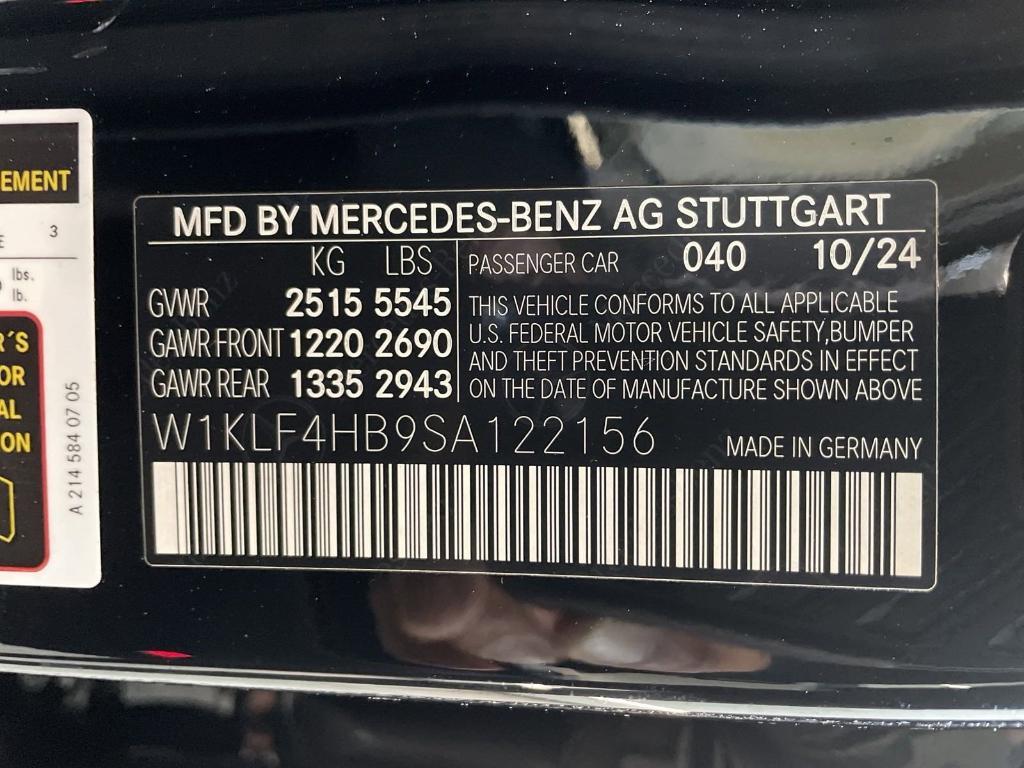 EMENT
E 3
lbs.
lb.
R´S
OR
AL
ON
A 214 584 07 05
MFD BY MERCEDES-BENZ AG STUTTGART
KG LBS
GVWR 2515 5545
GAWR FRONT 1220 2690
GAWR REAR 1335 2943
PASSENGER CAR 040 10/24
THIS VEHICLE CONFORMS TO ALL APPLICABLE
U.S. FEDERAL MOTOR VEHICLE SAFETY,BUMPER
AND THEFT PREVENTION STANDARDS IN EFFECT
ON THE DATE OF MANUFACTURE SHOWN ABOVE
W1KLF4HB9SA122156
MADE IN GERMANY